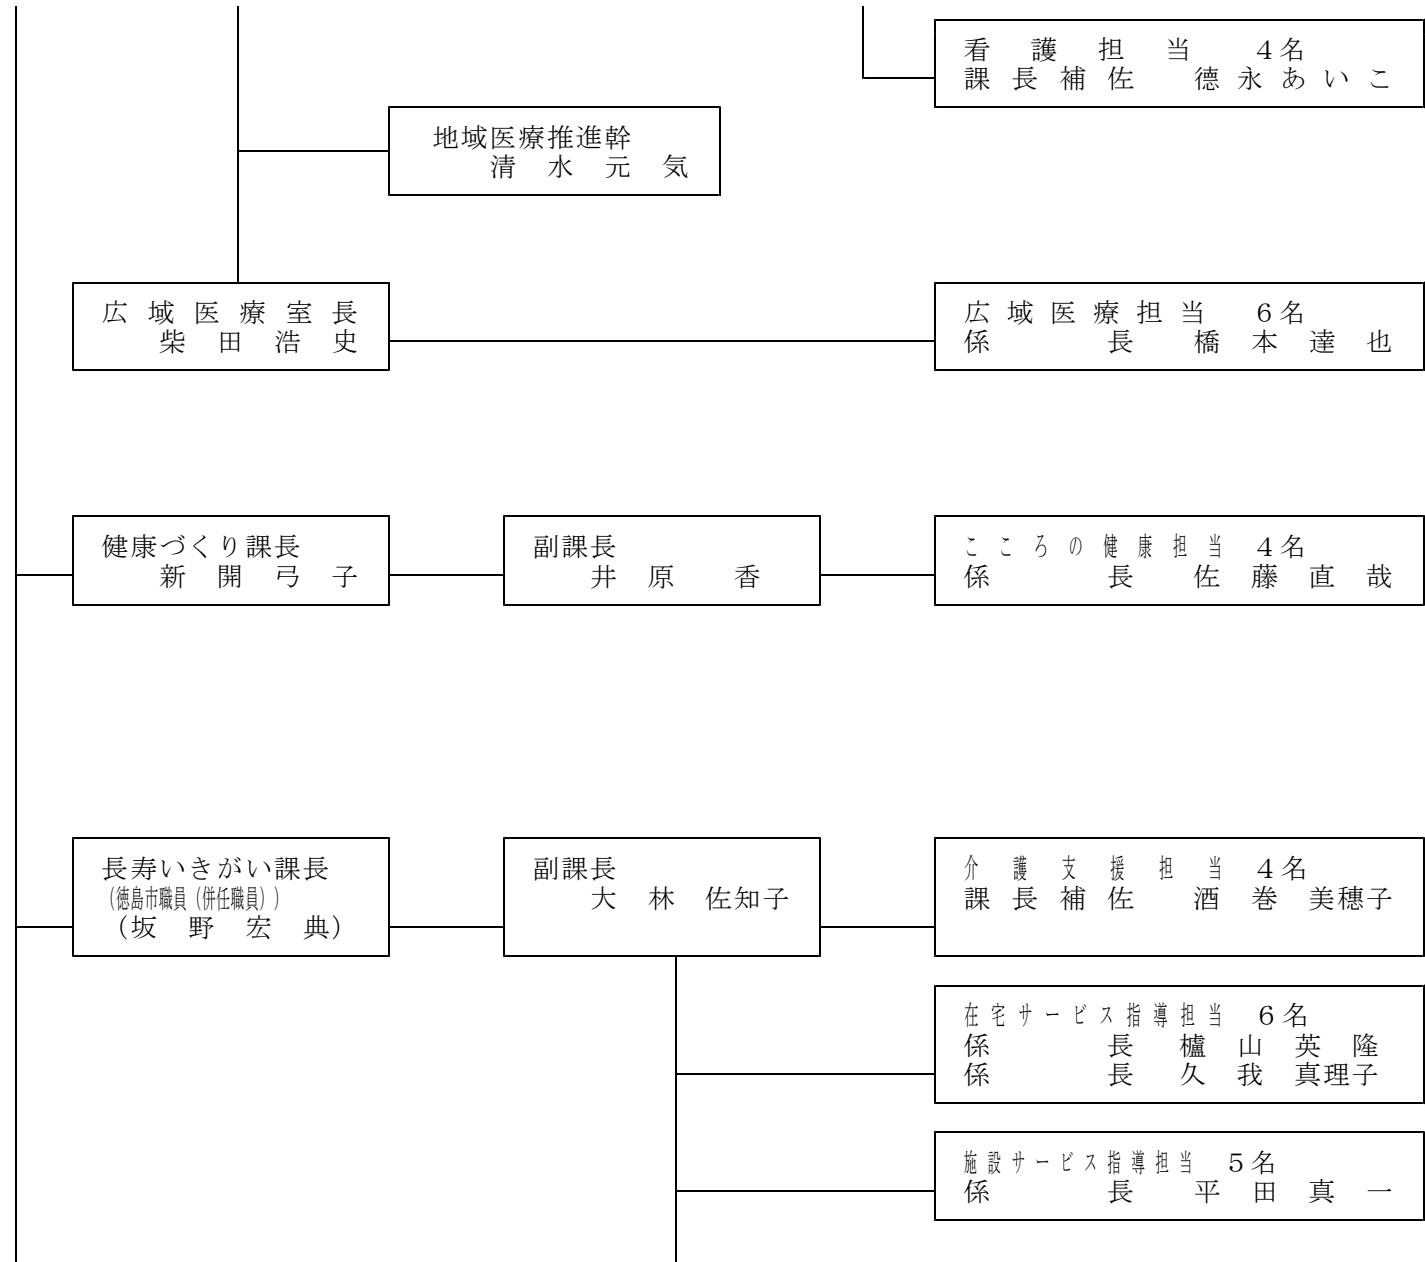 看護担当 4名
課長補佐 德永あいこ
地域医療推進幹
清水元気
広域医療室長
柴田浩史
広域医療担当 6名
係長 橋本達也
健康づくり課長
新開弓子
副課長
井原香
こころの健康担当 4名
係長 佐藤直哉
長寿いきがい課長
(徳島市職員(併任職員))
(坂野宏典)
副課長
大林佐知子
介護支援担当 4名
課長補佐 酒巻美穂子
在宅サービス指導担当 6名
係長 櫨山英隆
係長 久我真理子
施設サービス指導担当 5名
係長 平田真一